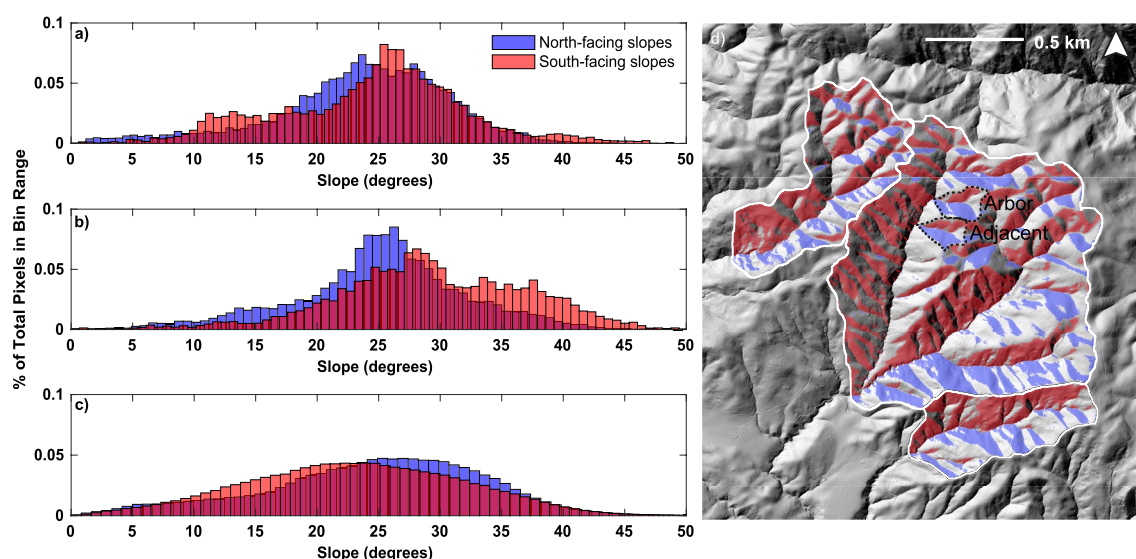 % of Total Pixels in Bin Range
0.1
0.05
0
a)
North-facing slopes
South-facing slopes
0 5 10 15 20 25 30 35 40 45 50
Slope (degrees)
0.1
0.05
0
b)
0 5 10 15 20 25 30 35 40 45 50
Slope (degrees)
0.1
0.05
0
c)
0 5 10 15 20 25 30 35 40 45 50
Slope (degrees)
d)
0.5 km
Arbor
Adjacent